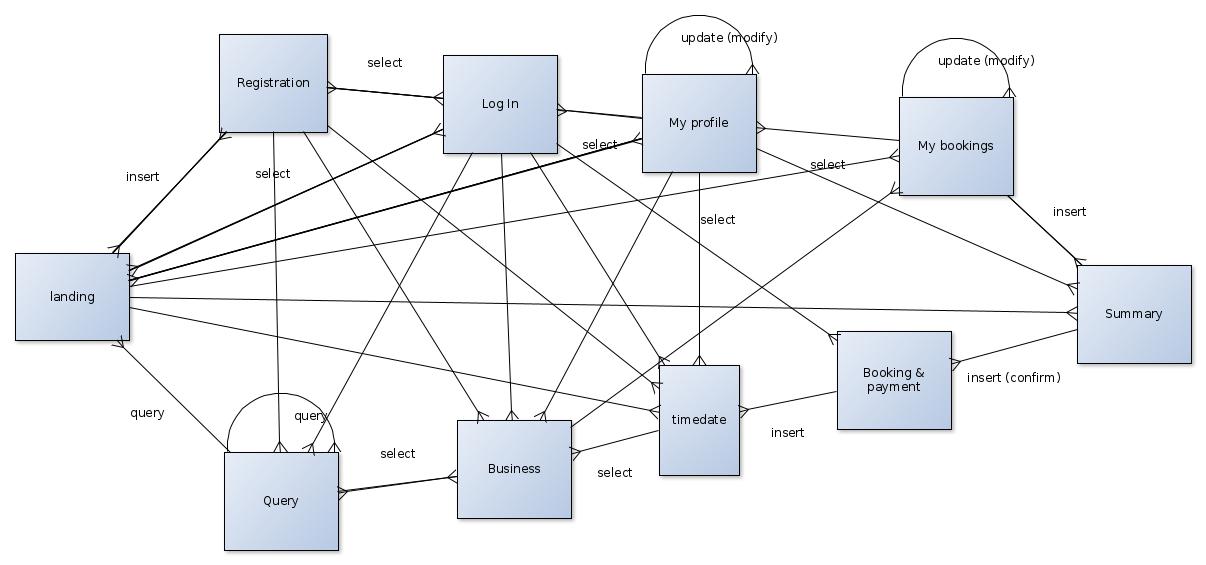 update (modify)
update (modify)
select
Registration
Log In
My profile
select
My bookings
select
insert
select
select
insert
landing
Summary
Booking &
payment
insert (confirm)
query
query
timedate
insert
select
Business
select
Query